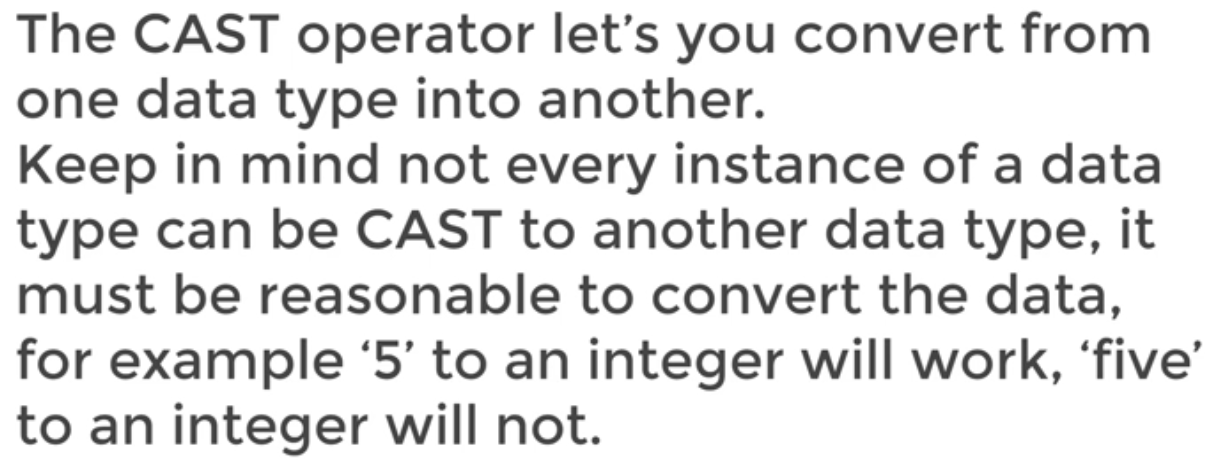 The CAST operator let’s you convert from
one data type into another.
Keep in mind not every instance of a data
type can be CAST to another data type, it
must be reasonable to convert the data,
for example ‘5’ to an integer will work, ‘five’
to an integer will not.